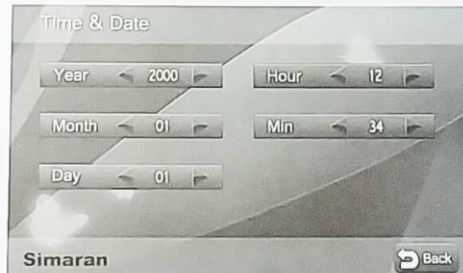 Time & Date
Year 2000 Hour 12
Month 01 Min 34
Day 01
Simaran Back